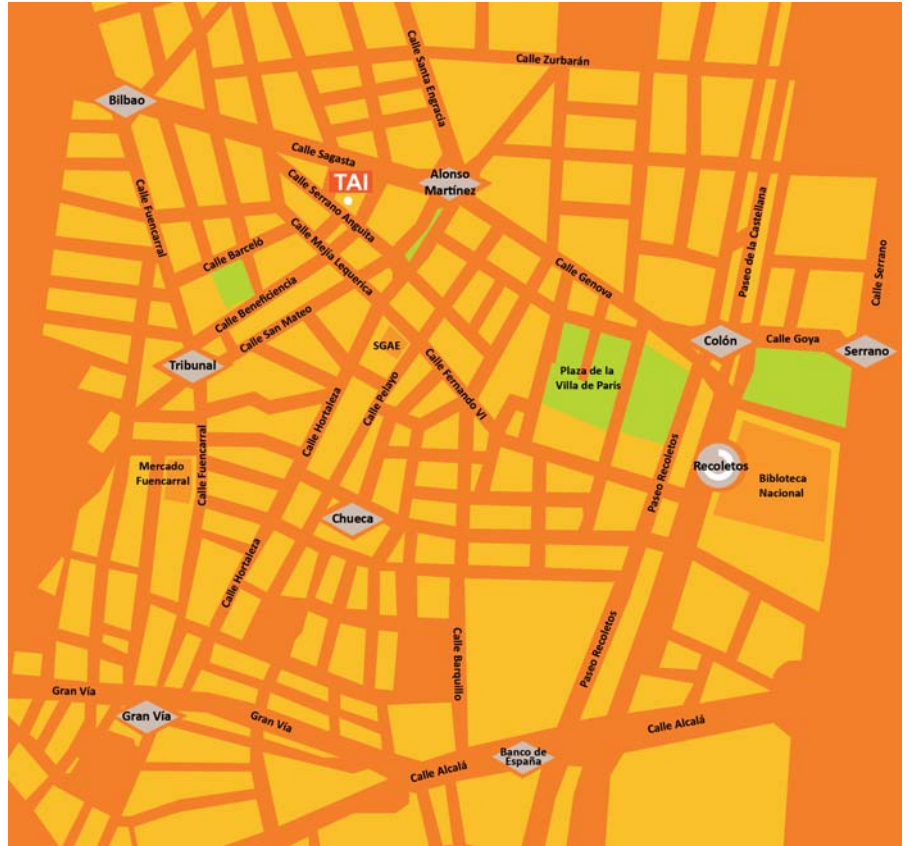 Calle Zurbarán
Calle Santa Engracia
Bilbao
Calle Sagasta
Alonso
Martínez
TAI
Calle Serrano Anguita
Calle Fuencarral
Calle Mejía Lequerica
Calle Barceló
Paseo de la Castellana
Calle Serrano
Calle Genova
Calle Beneficiencia
Calle San Mateo
Colón
Calle Goya
Serrano
Tribunal
SGAE
Calle Fernando VI
Plaza de la
Villa de París
Calle Pelayo
Calle Hortaleza
Calle Fuencarral
Mercado
Fuencarral
Paseo Recoletos
Recoletos
Bibloteca
Nacional
Chueca
Calle Hortaleza
Calle Barquillo
Paseo Recoletos
Gran Vía
Gran Vía
Gran Vía
Calle Alcalá
Banco de
España
Calle Alcalá